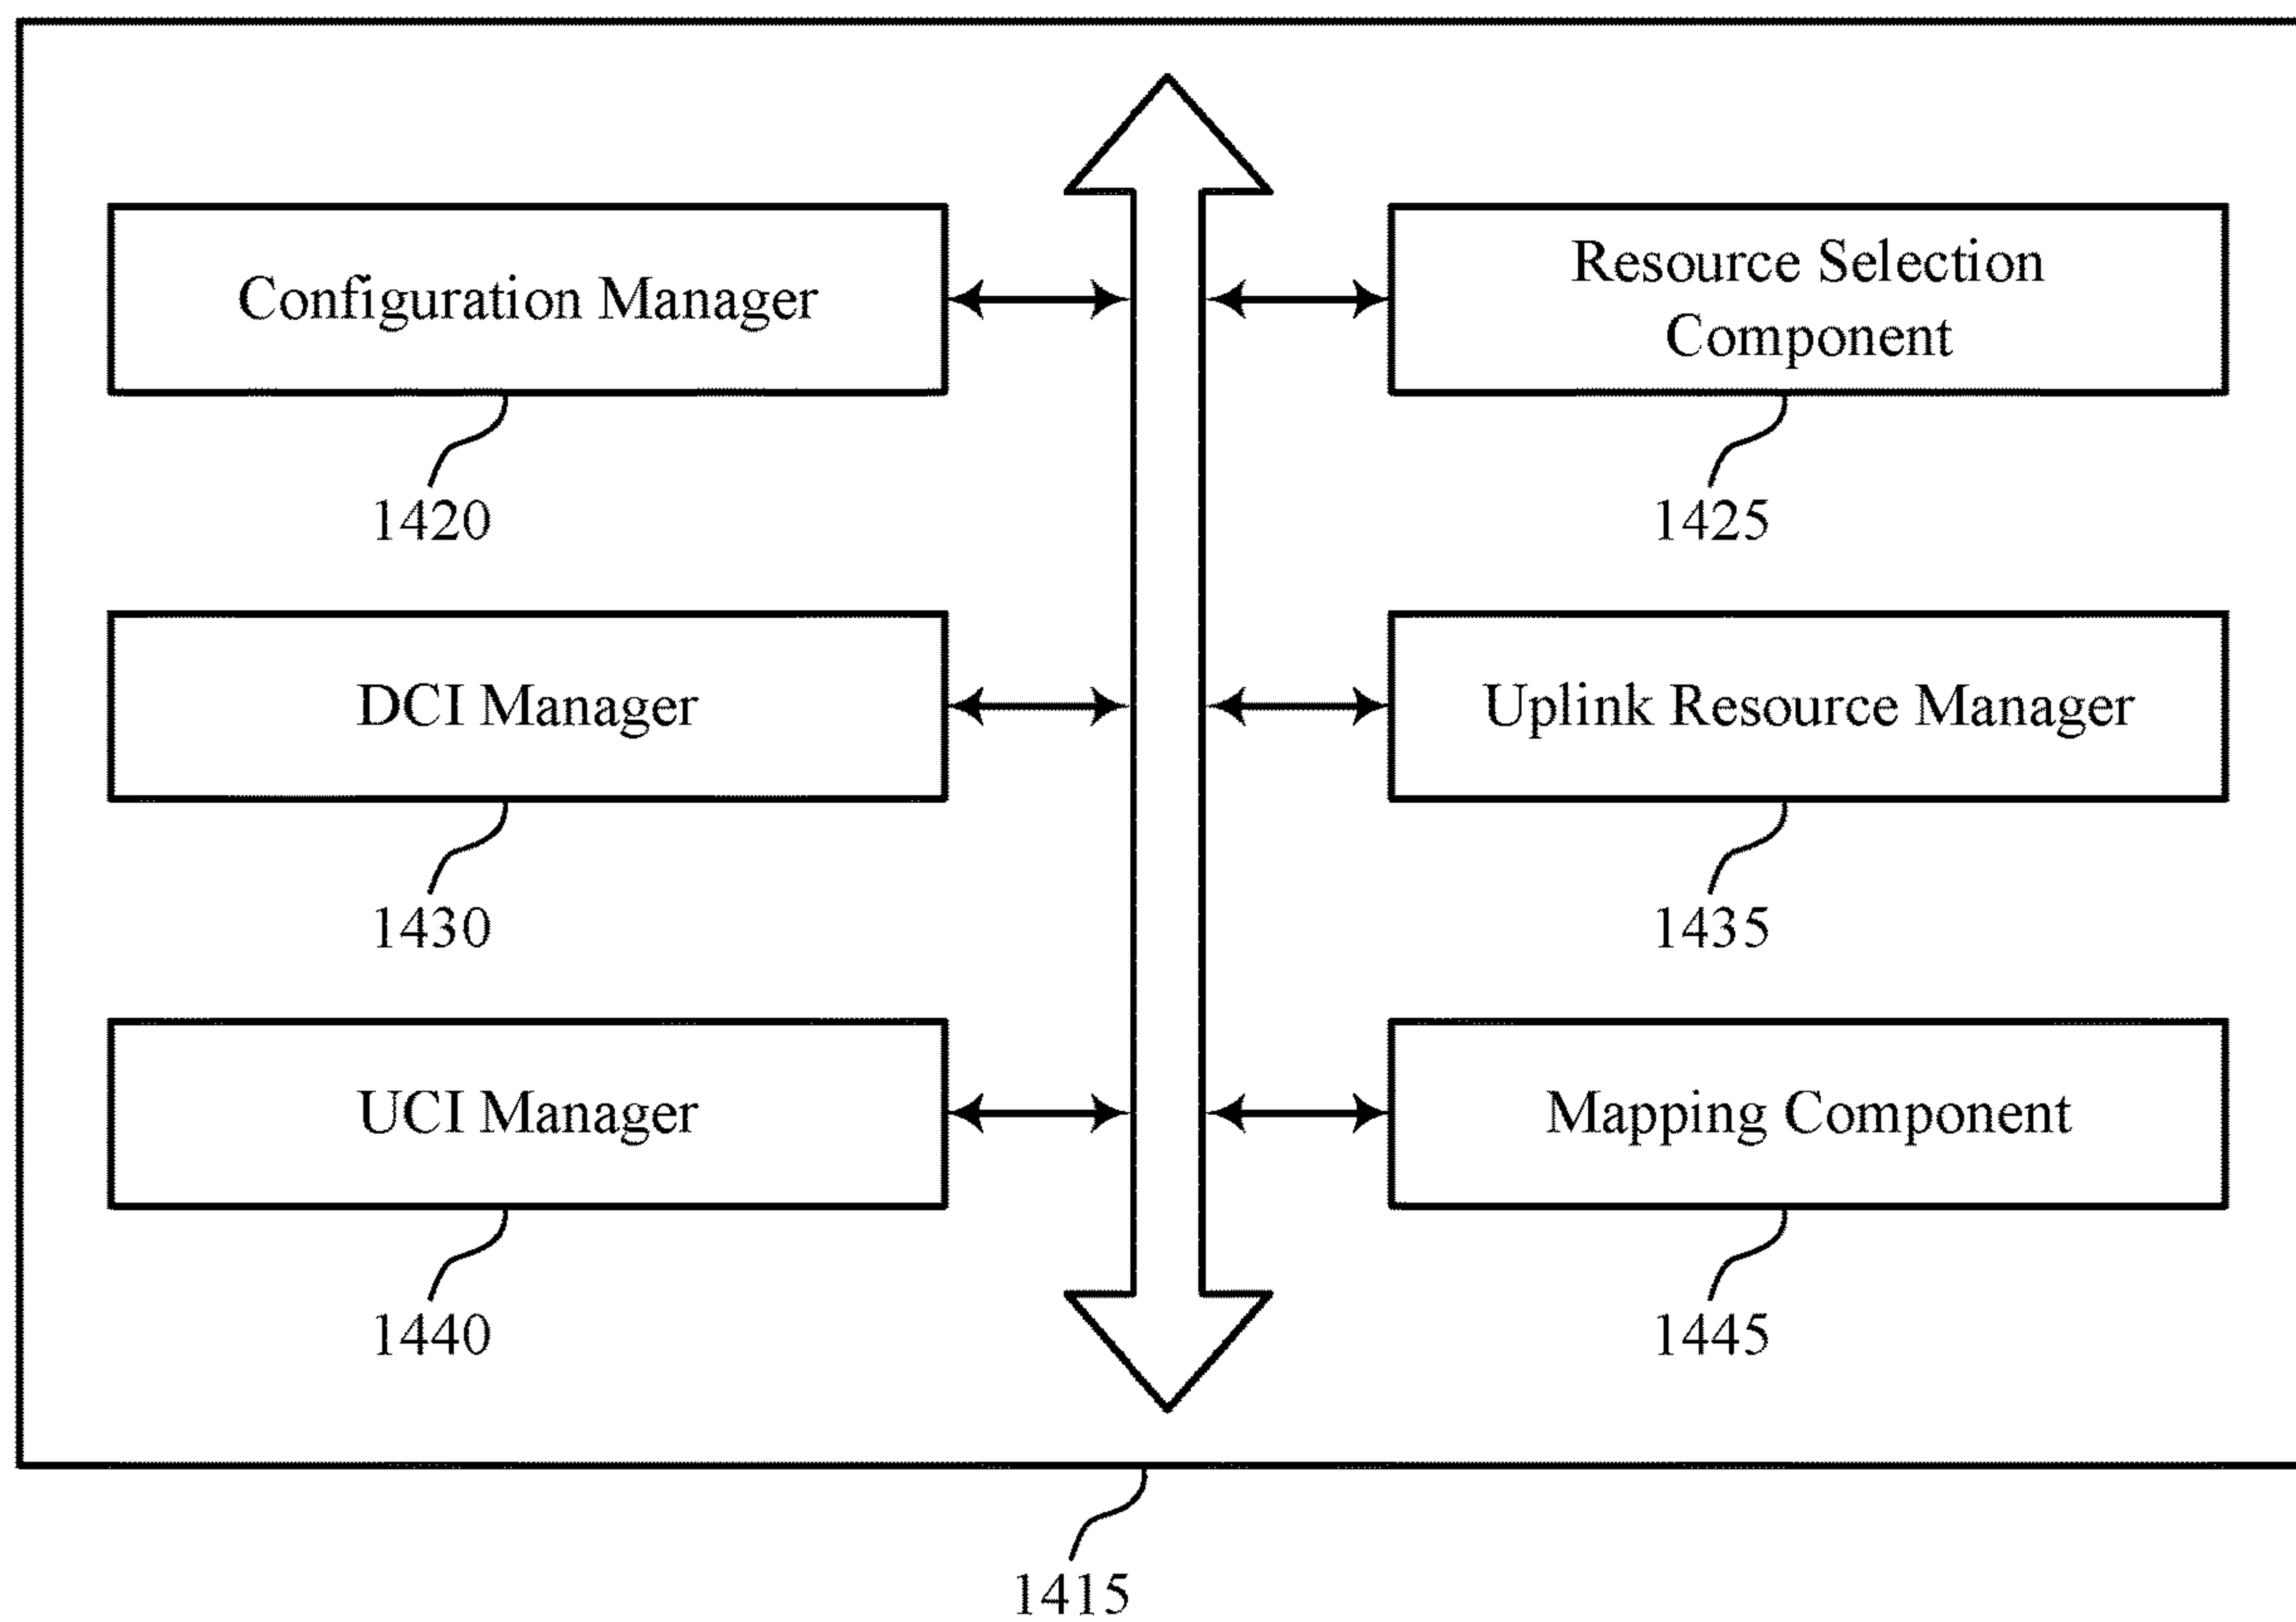 Configuration Manager
1420
Resource Selection
Component
1425
DCI Manager
1430
Uplink Resource Manager
1435
UCI Manager
1440
Mapping Component
1445
1415